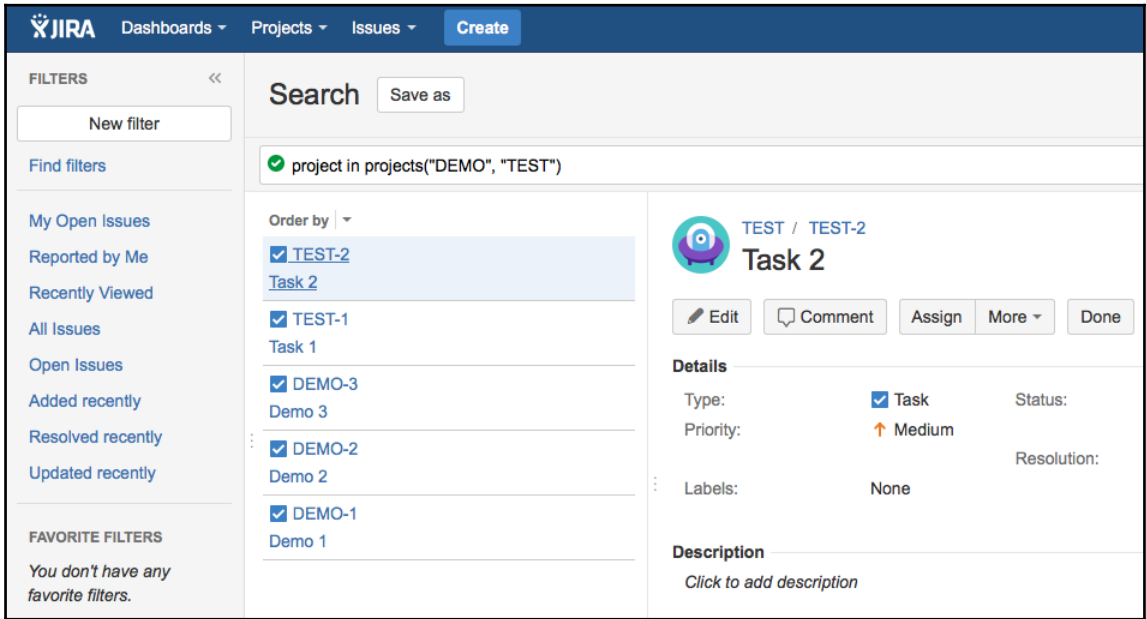 JIRA Dashboards Projects Issues Create
FILTERS
New filter
Find filters
My Open Issues
Reported by Me
Recently Viewed
All Issues
Open Issues
Added recently
Resolved recently
Updated recently
FAVORITE FILTERS
You don't have any
favorite filters.
Search Save as
project in projects("DEMO", "TEST")
Order by
TEST-2
Task 2
TEST-1
Task 1
DEMO-3
Demo 3
DEMO-2
Demo 2
DEMO-1
Demo 1
TEST / TEST-2
Task 2
Edit Comment Assign More Done
Details
Type: Task Status:
Priority: Medium
Resolution:
Labels: None
Description
Click to add description